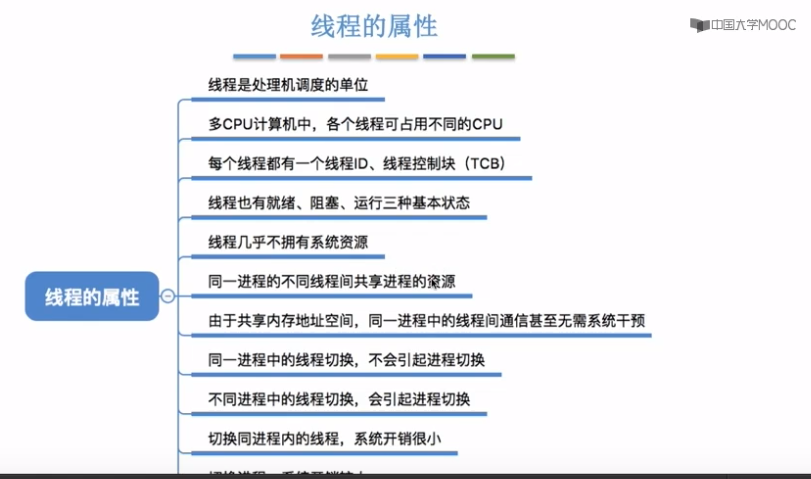 线程的属性
中国大学MOOC
线程是处理机调度的单位
多CPU计算机中，各个线程可占用不同的CPU
每个线程都有一个线程ID、线程控制块（TCB）
线程也有就绪、阻塞、运行三种基本状态
线程几乎不拥有系统资源
线程的属性
同一进程的不同线程间共享进程的资源
由于共享内存地址空间，同一进程中的线程间通信甚至无需系统干预
同一进程中的线程切换，不会引起进程切换
不同进程中的线程切换，会引起进程切换
切换同进程内的线程，系统开销很小